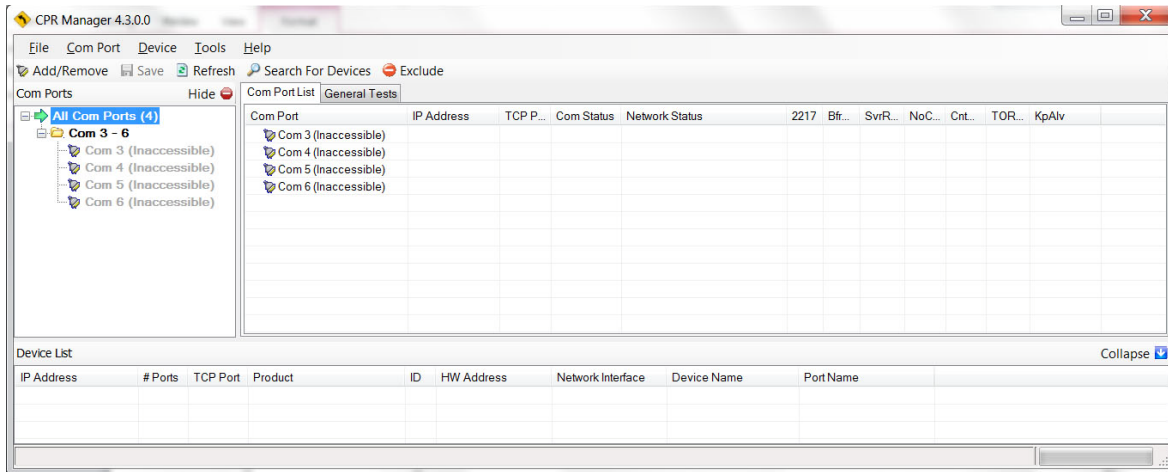 CPR Manager 4.3.0.0
File Com Port Device Tools Help
Add/Remove Save Refresh Search For Devices Exclude
Com Ports Hide
Com Port List General Tests
All Com Ports (4)
Com 3 - 6
Com 3 (Inaccessible)
Com 4 (Inaccessible)
Com 5 (Inaccessible)
Com 6 (Inaccessible)
Com Port IP Address TCP P... Com Status Network Status 2217 Bfr... SvrR... NoC... Cnt... TOR... KpAlv
Com 3 (Inaccessible)
Com 4 (Inaccessible)
Com 5 (Inaccessible)
Com 6 (Inaccessible)
Device List Collapse
IP Address # Ports TCP Port Product ID HW Address Network Interface Device Name Port Name